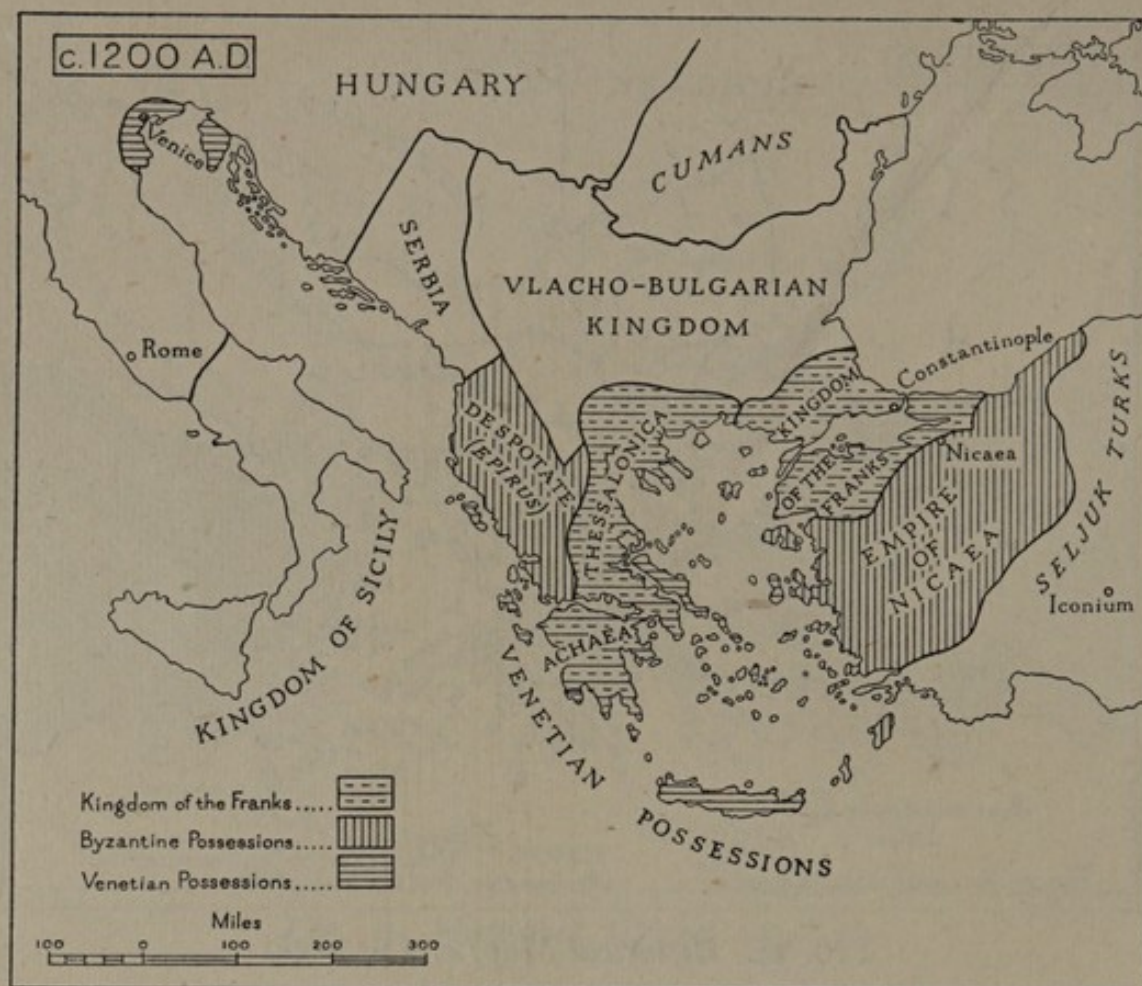 c.1200 A.D
HUNGARY
CUMANS
Venice
SERBIA
VLACHO-BULGARIAN
KINGDOM
Rome
Constantinople
KINGDOM
OF THE
FRANKS
DESPOTATE
(EPIRUS)
THESSALONICA
Nicaea
EMPIRE
OF
NICAEA
SELJUK TURKS
Iconium
ACHAEA
KINGDOM OF SICILY
VENETIAN
POSSESSIONS
Kingdom of the Franks.....
Byzantine Possessions.....
Venetian Possessions.....
Miles
100 0 100 200 300